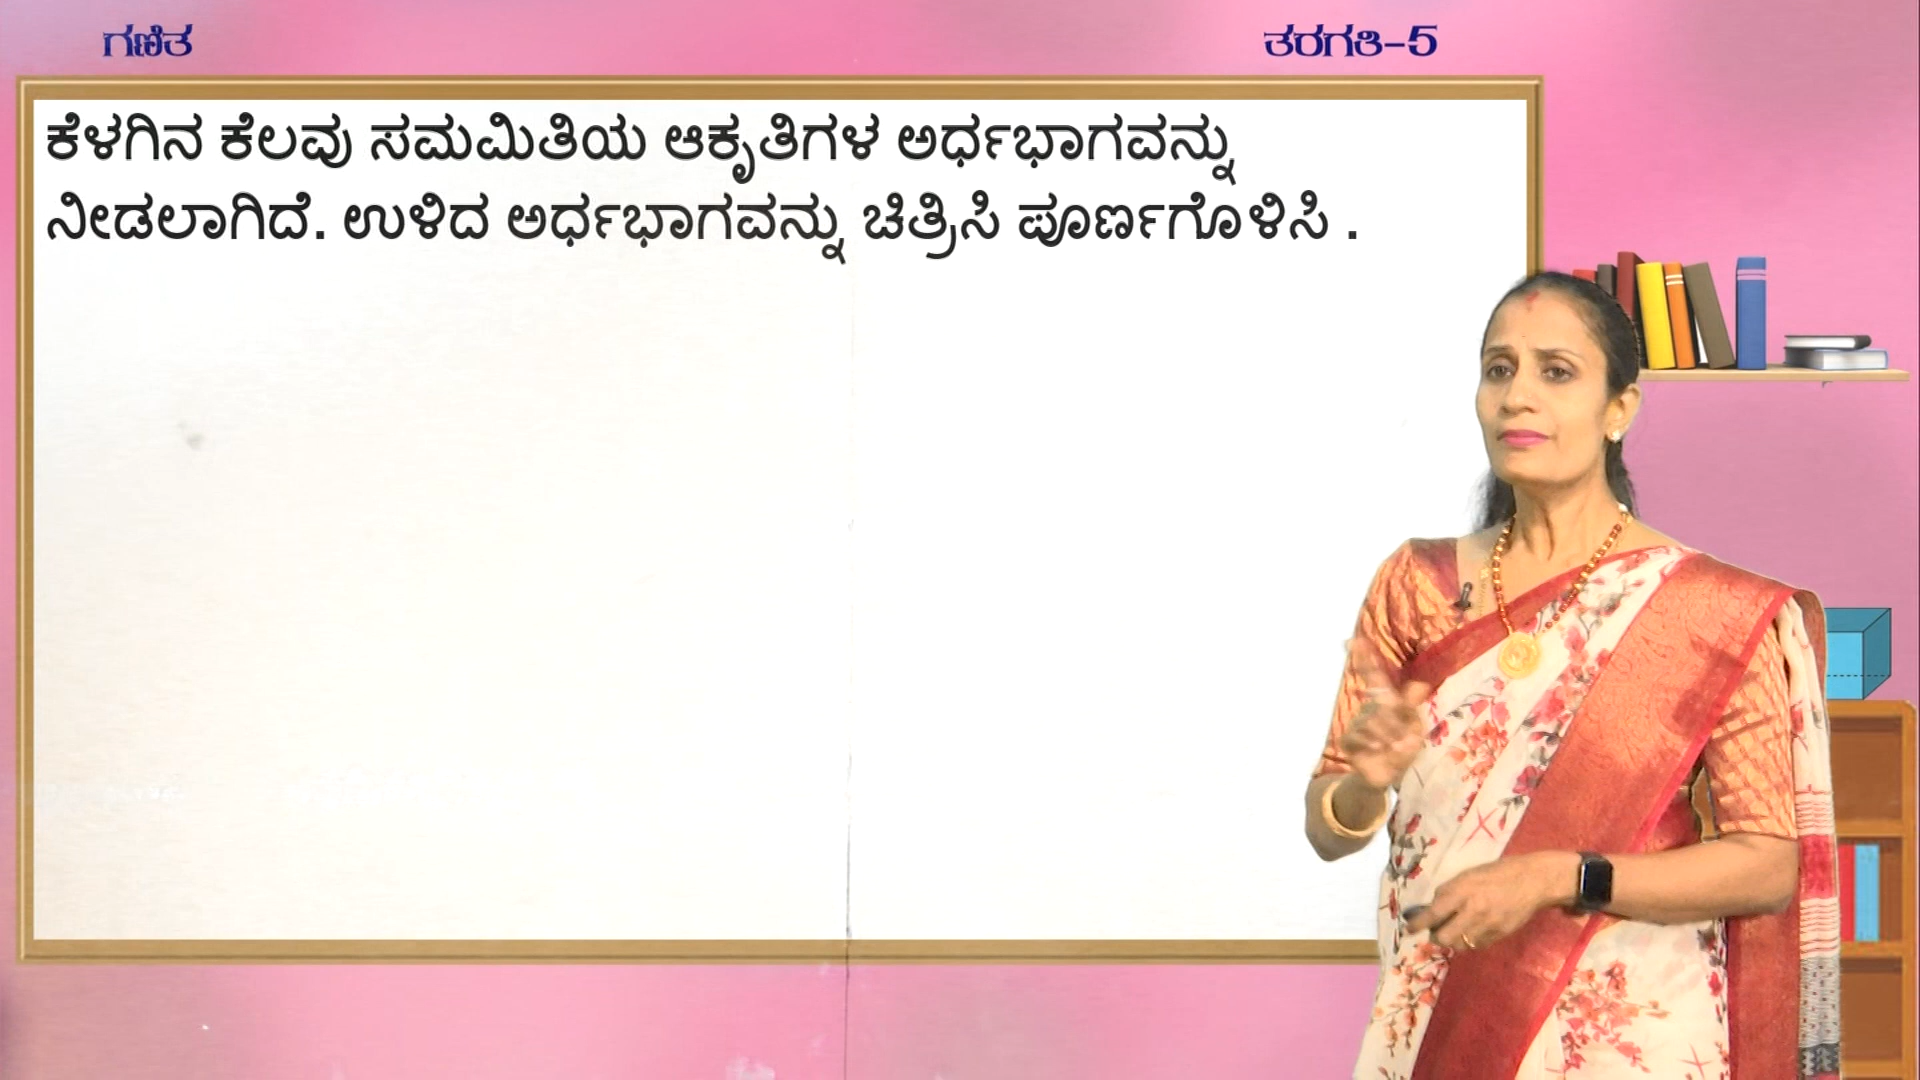 ಗಣಿತ
ತರಗತಿ-5
ಕೆಳಗಿನ ಕೆಲವು ಸಮಮಿತಿಯ ಆಕೃತಿಗಳ ಅರ್ಧಭಾಗವನ್ನು
ನೀಡಲಾಗಿದೆ. ಉಳಿದ ಅರ್ಧಭಾಗವನ್ನು ಚಿತ್ರಿಸಿ ಪೂರ್ಣಗೊಳಿಸಿ .